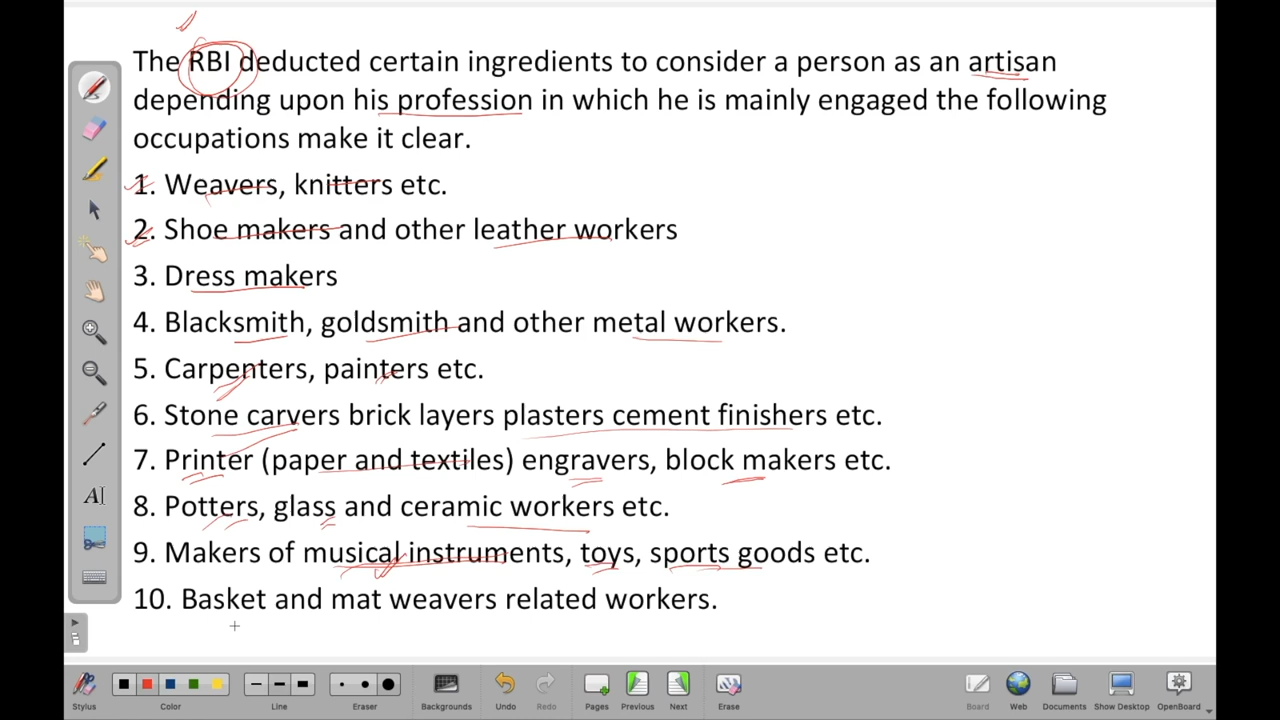 The RBI deducted certain ingredients to consider a person as an artisan
depending upon his profession in which he is mainly engaged the following
occupations make it clear.
1. Weavers, knitters etc.
2. Shoe makers and other leather workers
3. Dress makers
4. Blacksmith, goldsmith and other metal workers.
5. Carpenters, painters etc.
6. Stone carvers brick layers plasters cement finishers etc.
7. Printer (paper and textiles) engravers, block makers etc.
8. Potters, glass and ceramic workers etc.
9. Makers of musical instruments, toys, sports goods etc.
10. Basket and mat weavers related workers.
Stylus Color Line Eraser Backgrounds Undo Redo Pages Previous Next Erase Board Web Documents Show Desktop OpenBoard